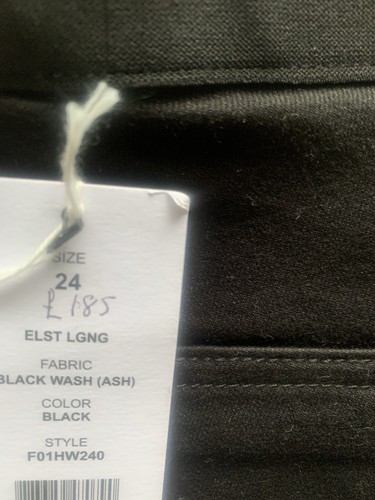 SIZE
24
£185
ELST LGNG
FABRIC
BLACK WASH (ASH)
COLOR
BLACK
STYLE
F01HW240